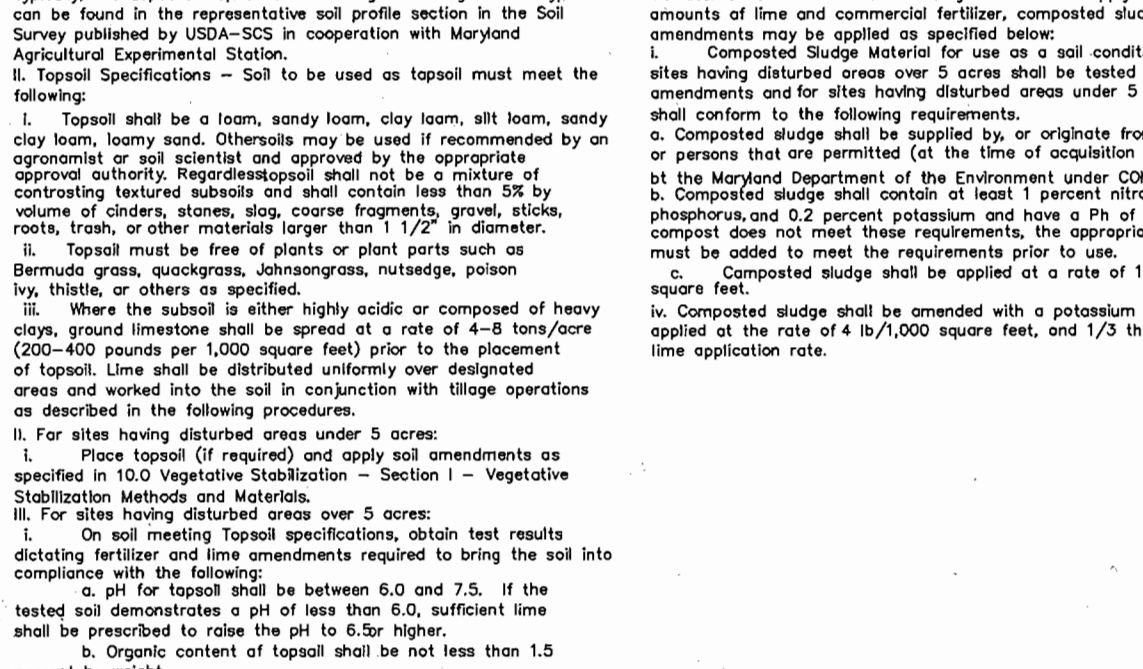 can be found in the representative soil profile section in the Soil
Survey published by USDA-SCS in cooperation with Maryland
Agricultural Experimental Station.
II. Topsoil Specifications – Soil to be used as topsoil must meet the
following:
i. Topsoil shall be a loam, sandy loam, clay loam, silt loam, sandy
clay loam, loamy sand. Othersoils may be used if recommended by an
agronomist or soil scientist and approved by the appropriate
approval authority. Regardlesstopsoil shall not be a mixture of
contrasting textured subsoils and shall contain less than 5% by
volume of cinders, stones, slag, coarse fragments, gravel, sticks,
roots, trash, or other materials larger than 1 1/2" in diameter.
ii. Topsoil must be free of plants or plant parts such as
Bermuda grass, quackgrass, Johnsongrass, nutsedge, poison
ivy, thistle, or others as specified.
iii. Where the subsoil is either highly acidic or composed of heavy
clays, ground limestone shall be spread at a rate of 4–8 tons/acre
(200–400 pounds per 1,000 square feet) prior to the placement
of topsoil. Lime shall be distributed uniformly over designated
areas and worked into the soil in conjunction with tillage operations
as described in the following procedures.
II. For sites having disturbed areas under 5 acres:
i. Place topsoil (if required) and apply soil amendments as
specified in 10.0 Vegetative Stabilization – Section I – Vegetative
Stabilization Methods and Materials.
III. For sites having disturbed areas over 5 acres:
i. On soil meeting Topsoil specifications, obtain test results
dictating fertilizer and lime amendments required to bring the soil into
compliance with the following:
a. pH for topsoil shall be between 6.0 and 7.5. If the
tested soil demonstrates a pH of less than 6.0, sufficient lime
shall be prescribed to raise the pH to 6.5or higher.
b. Organic content of topsoil shall be not less than 1.5
amounts of lime and commercial fertilizer, composted slud
amendments may be applied as specified below:
i. Composted Sludge Material for use as a soil condit
sites having disturbed areas over 5 acres shall be tested
amendments and for sites having disturbed areas under 5
shall conform to the following requirements.
a. Composted sludge shall be supplied by, or originate fro
or persons that are permitted (at the time of acquisition
bt the Maryland Department of the Environment under CO
b. Composted sludge shall contain at least 1 percent nitro
phosphorus, and 0.2 percent potassium and have a Ph of
compost does not meet these requirements, the appropria
must be added to meet the requirements prior to use.
c. Composted sludge shall be applied at a rate of 1
square feet.
iv. Composted sludge shall be amended with a potassium
applied at the rate of 4 lb/1,000 square feet, and 1/3 th
lime application rate.